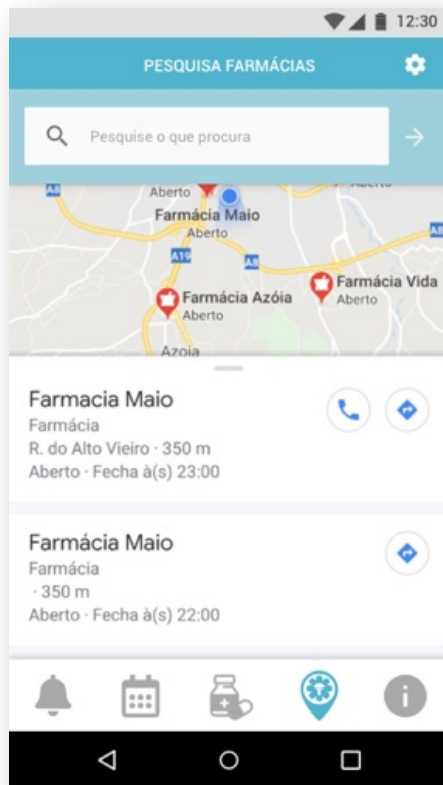 12:30
PESQUISA FARMÁCIAS
Pesquise o que procura
A8
Aberto
Aberto
Farmácia Maio
Aberto
A8
A19
A8
Farmácia Vida
Aberto
Farmácia Azóia
Aberto
Azoia
Farmacia Maio
Farmácia
R. do Alto Vieiro · 350 m
Aberto · Fecha à(s) 23:00
Farmácia Maio
Farmácia
· 350 m
Aberto · Fecha à(s) 22:00